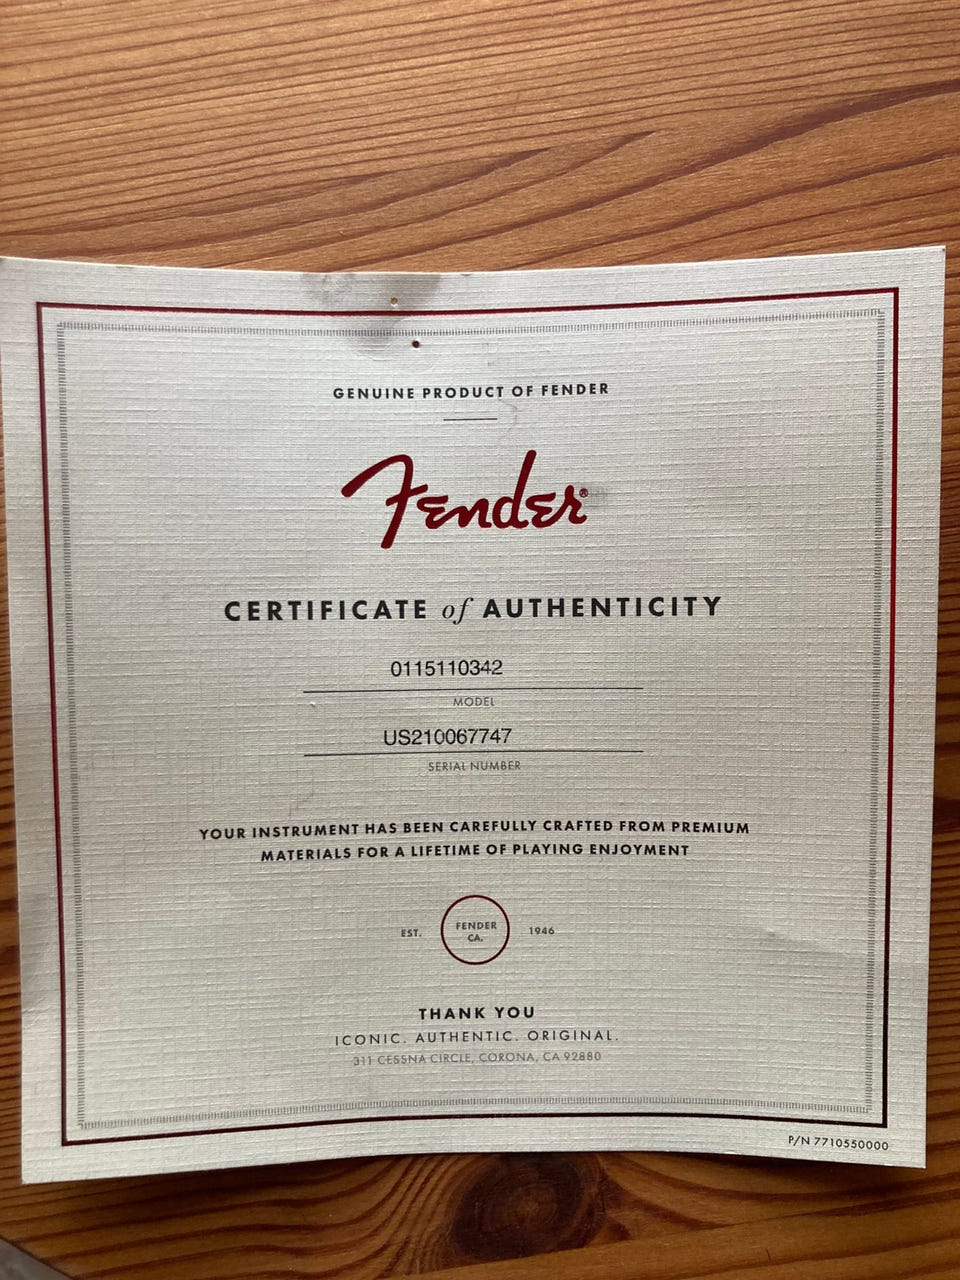 GENUINE PRODUCT OF FENDER
Fender®
CERTIFICATE of AUTHENTICITY
0115110342
MODEL
US210067747
SERIAL NUMBER
YOUR INSTRUMENT HAS BEEN CAREFULLY CRAFTED FROM PREMIUM
MATERIALS FOR A LIFETIME OF PLAYING ENJOYMENT
EST. FENDER CA. 1946
THANK YOU
ICONIC. AUTHENTIC. ORIGINAL.
311 CESSNA CIRCLE, CORONA, CA 92880
P/N 7710550000